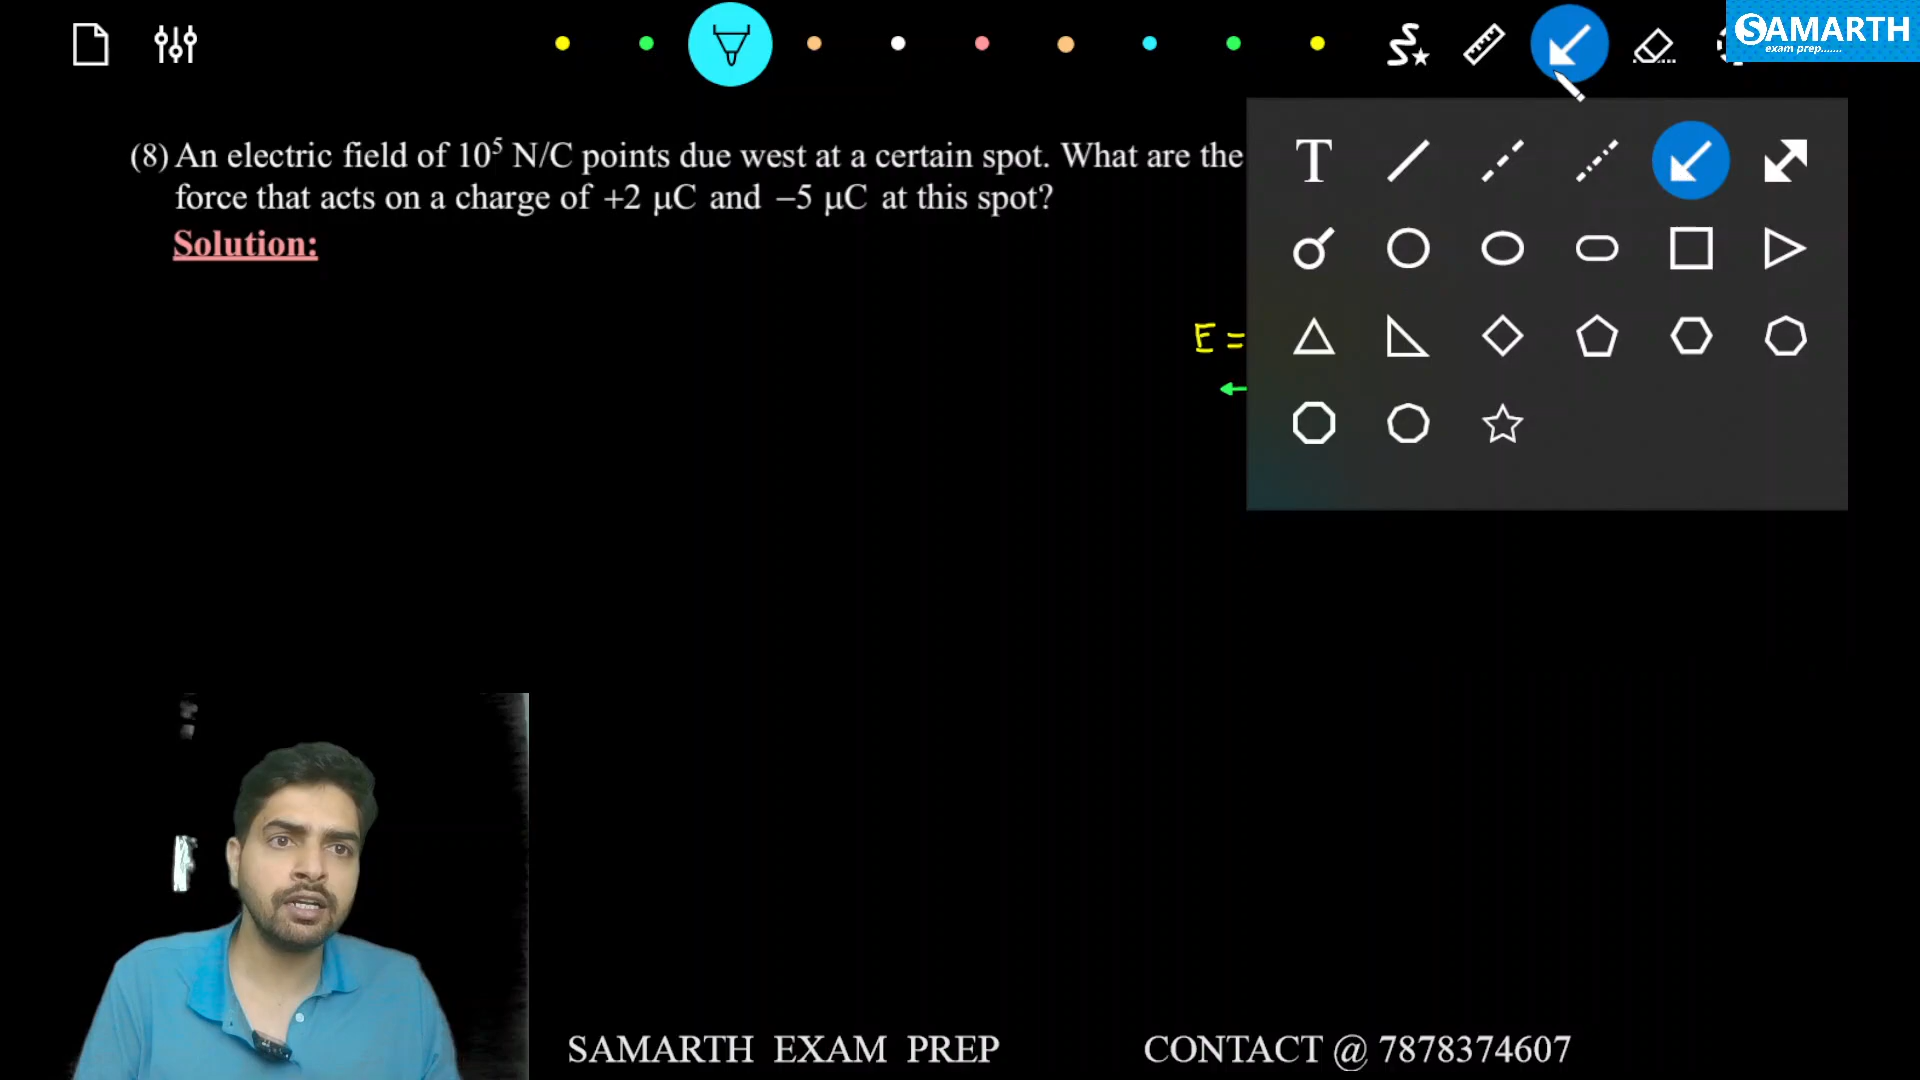 SAMARTH
exam prep......
(8) An electric field of 10⁵ N/C points due west at a certain spot. What are the
force that acts on a charge of +2 μC and −5 μC at this spot?
Solution:
E =
SAMARTH EXAM PREP
CONTACT @ 7878374607